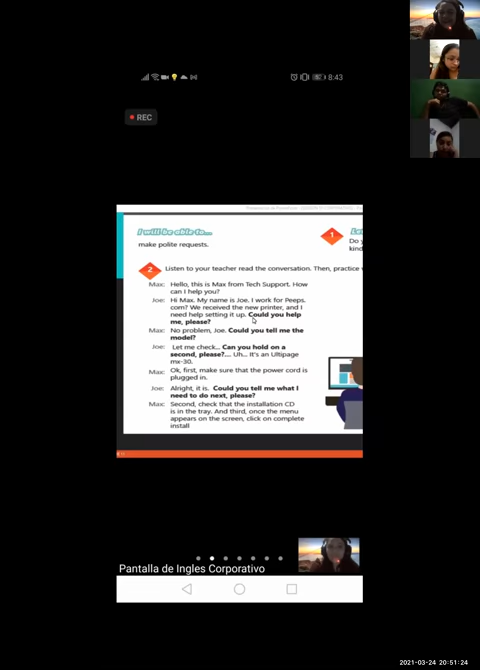 8:43
REC
I will be able to...
make polite requests.
1
Do
kind
2 Listen to your teacher read the conversation. Then, practice
Max: Hello, this is Max from Tech Support. How
can I help you?
Joe: Hi Max. My name is Joe. I work for Peeps.
com? We received the new printer, and I
need help setting it up. Could you help
me, please?
Max: No problem, Joe. Could you tell me the
model?
Joe: Let me check... Can you hold on a
second, please?.... Uh... It's an Ultipage
mx-30.
Max: Ok, first, make sure that the power cord is
plugged in.
Joe: Alright, it is. Could you tell me what I
need to do next, please?
Max: Second, check that the installation CD
is in the tray. And third, once the menu
appears on the screen, click on complete
install
Pantalla de Ingles Corporativo
2021-03-24 20:51:24